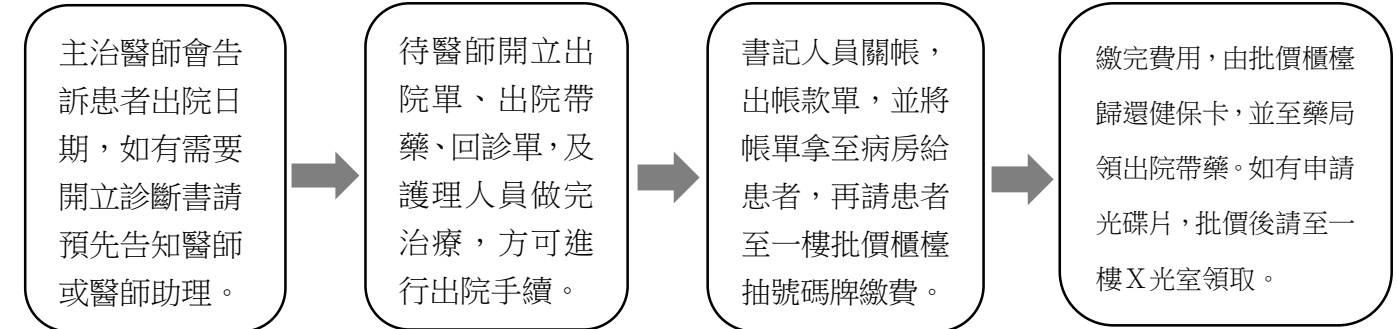 主治醫師會告
訴患者出院日
期，如有需要
開立診斷書請
預先告知醫師
或醫師助理。
待醫師開立出
院單、出院帶
藥、回診單，及
護理人員做完
治療，方可進
行出院手續。
書記人員關帳，
出帳款單，並將
帳單拿至病房給
患者，再請患者
至一樓批價櫃檯
抽號碼牌繳費。
繳完費用，由批價櫃檯
歸還健保卡，並至藥局
領出院帶藥。如有申請
光碟片，批價後請至一
樓Ｘ光室領取。